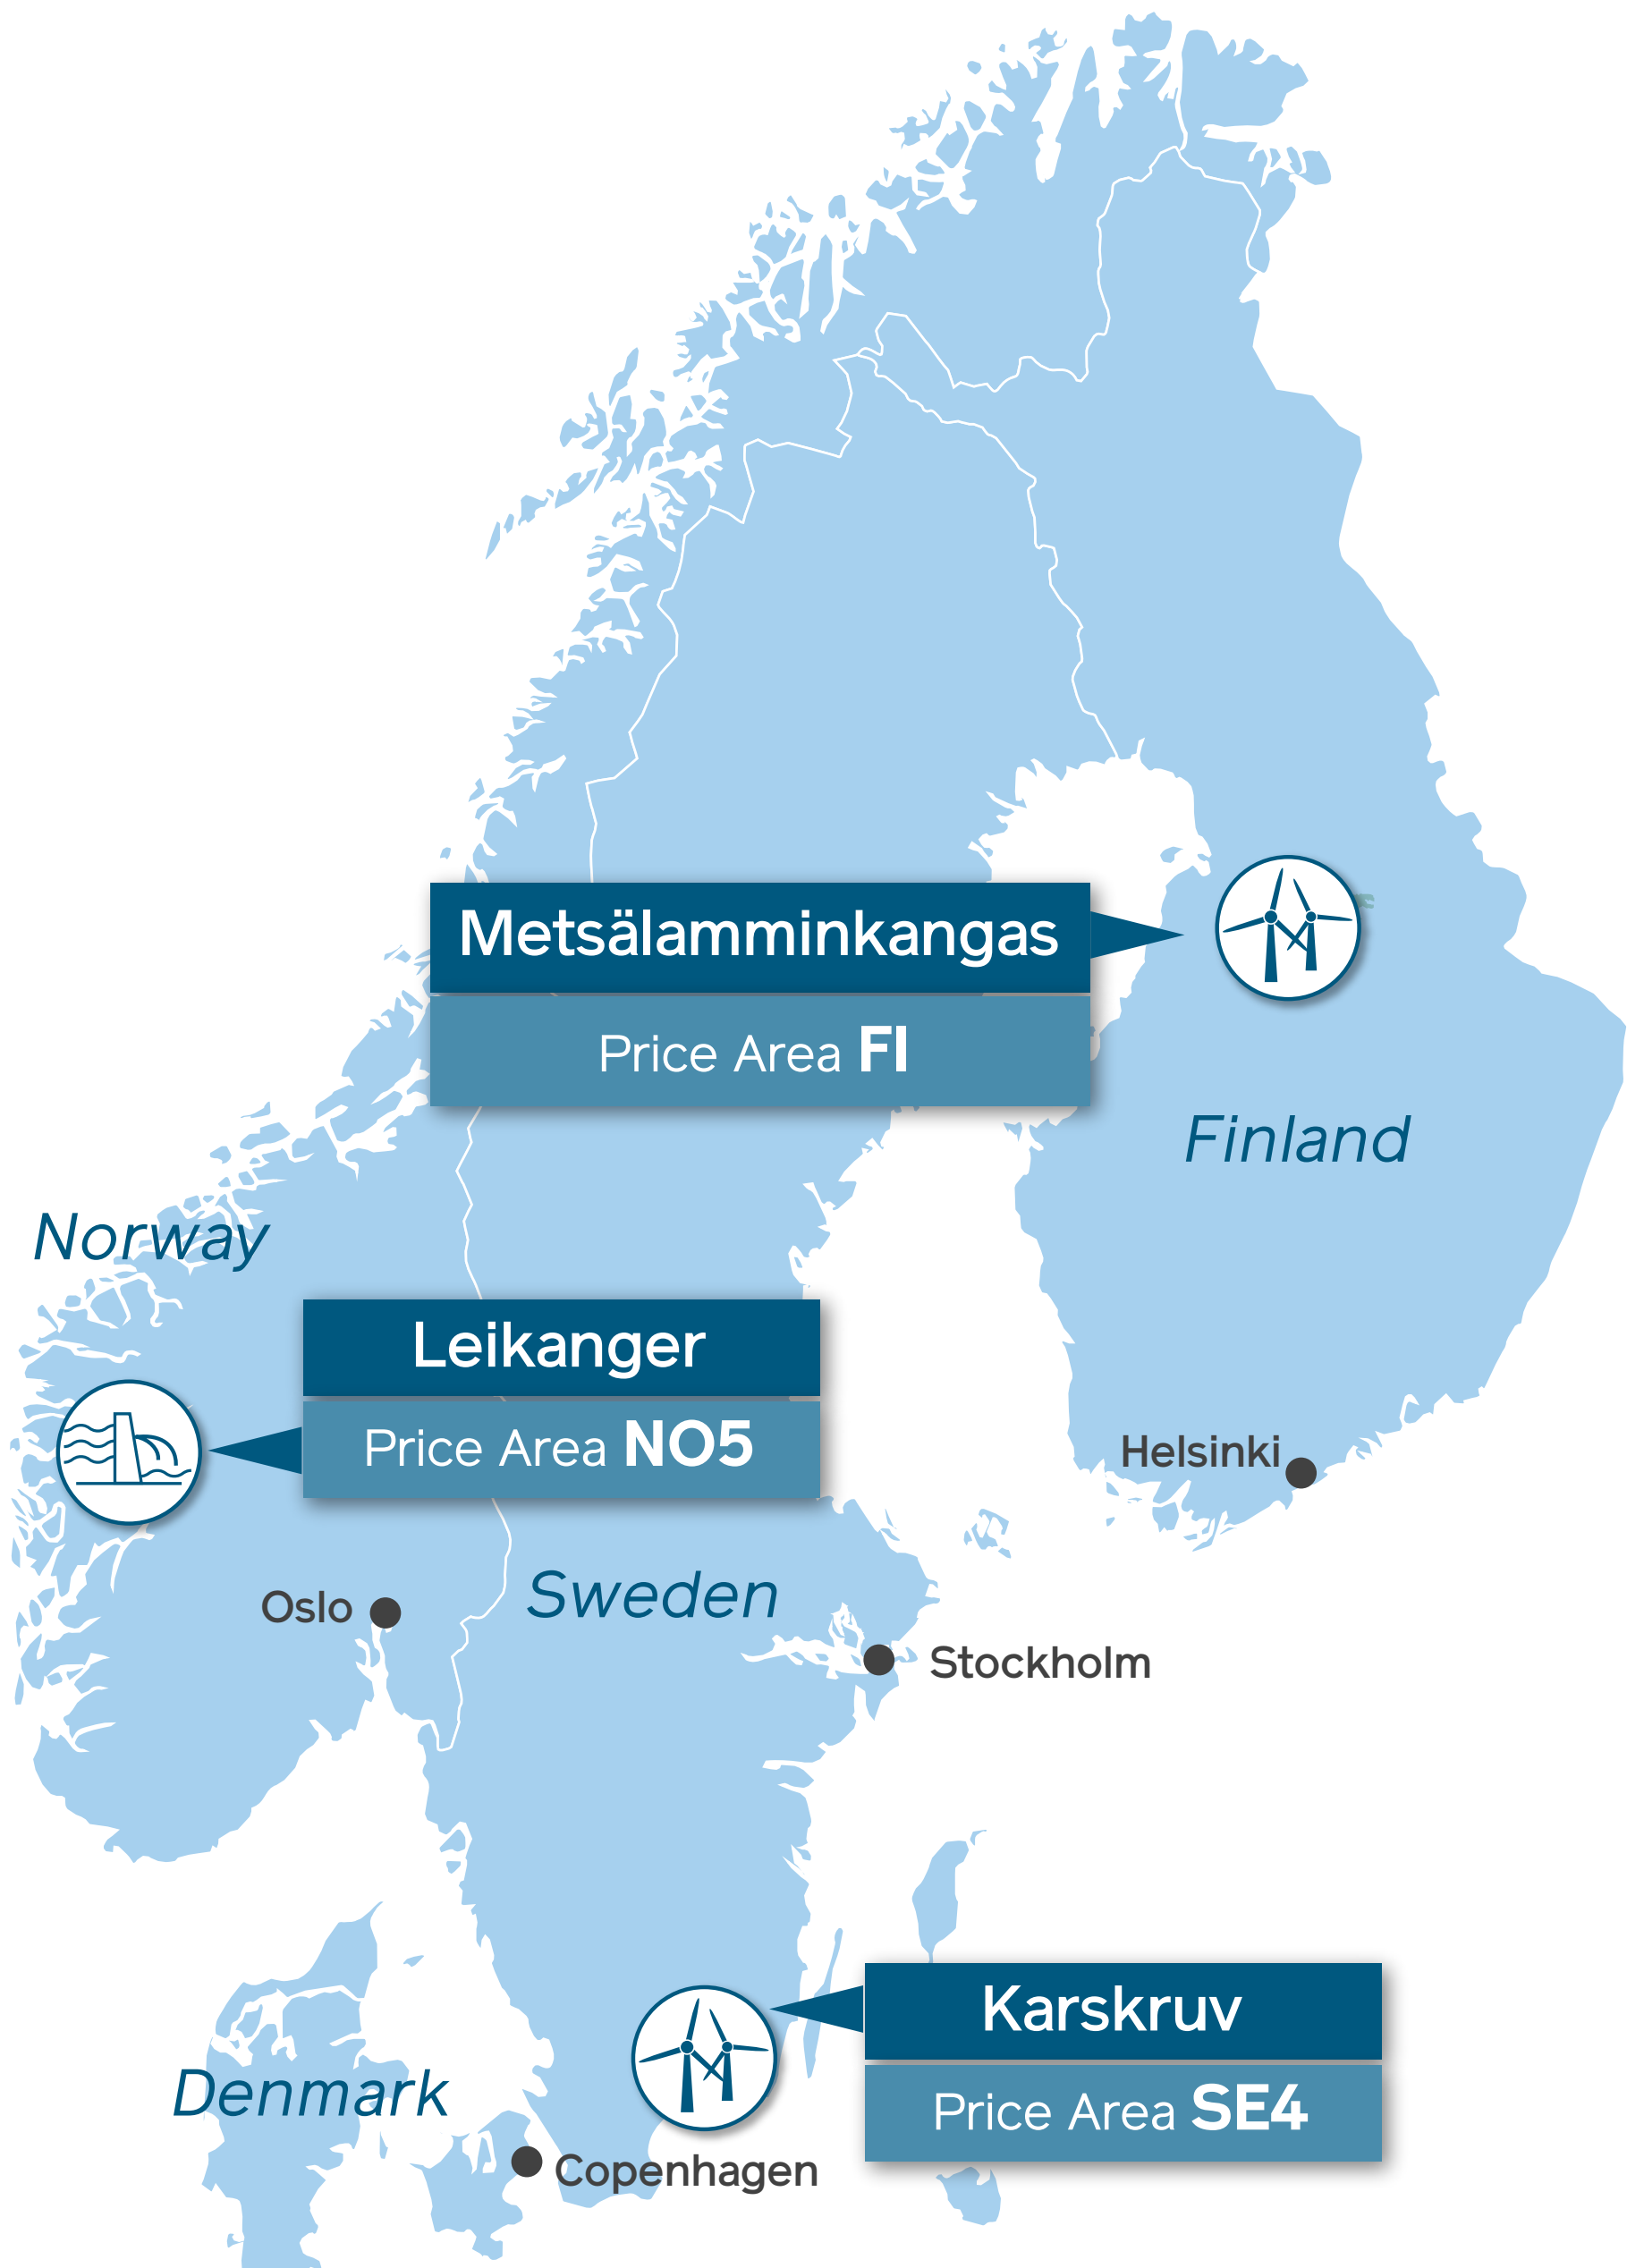 Metsälamminkangas
Price Area FI
Finland
Norway
Leikanger
Price Area NO5
Helsinki
Sweden
Oslo
Stockholm
Karskruv
Price Area SE4
Denmark
Copenhagen